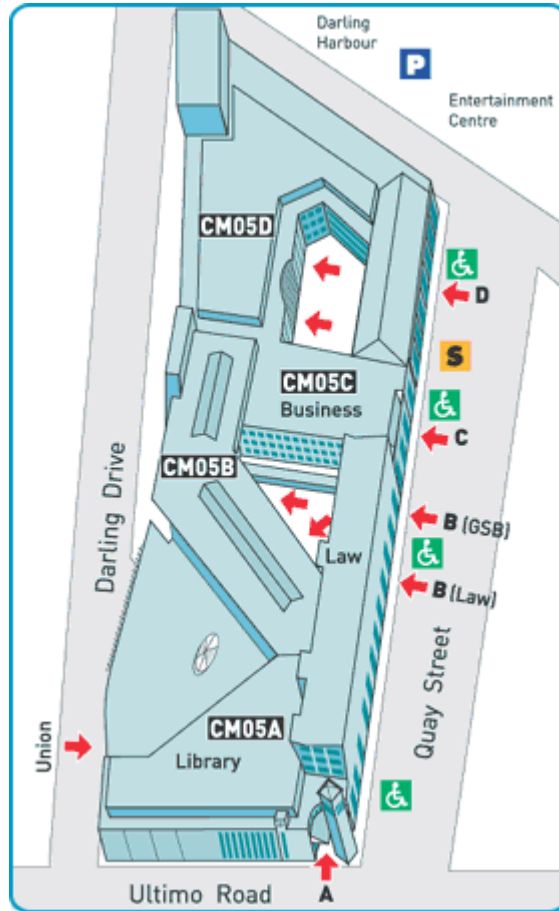 Darling
Harbour
P
Entertainment
Centre
CM05D
D
S
CM05C
Business
C
CM05B
B (GSB)
Law
B (Law)
Darling Drive
Quay Street
CM05A
Library
Union
A
Ultimo Road